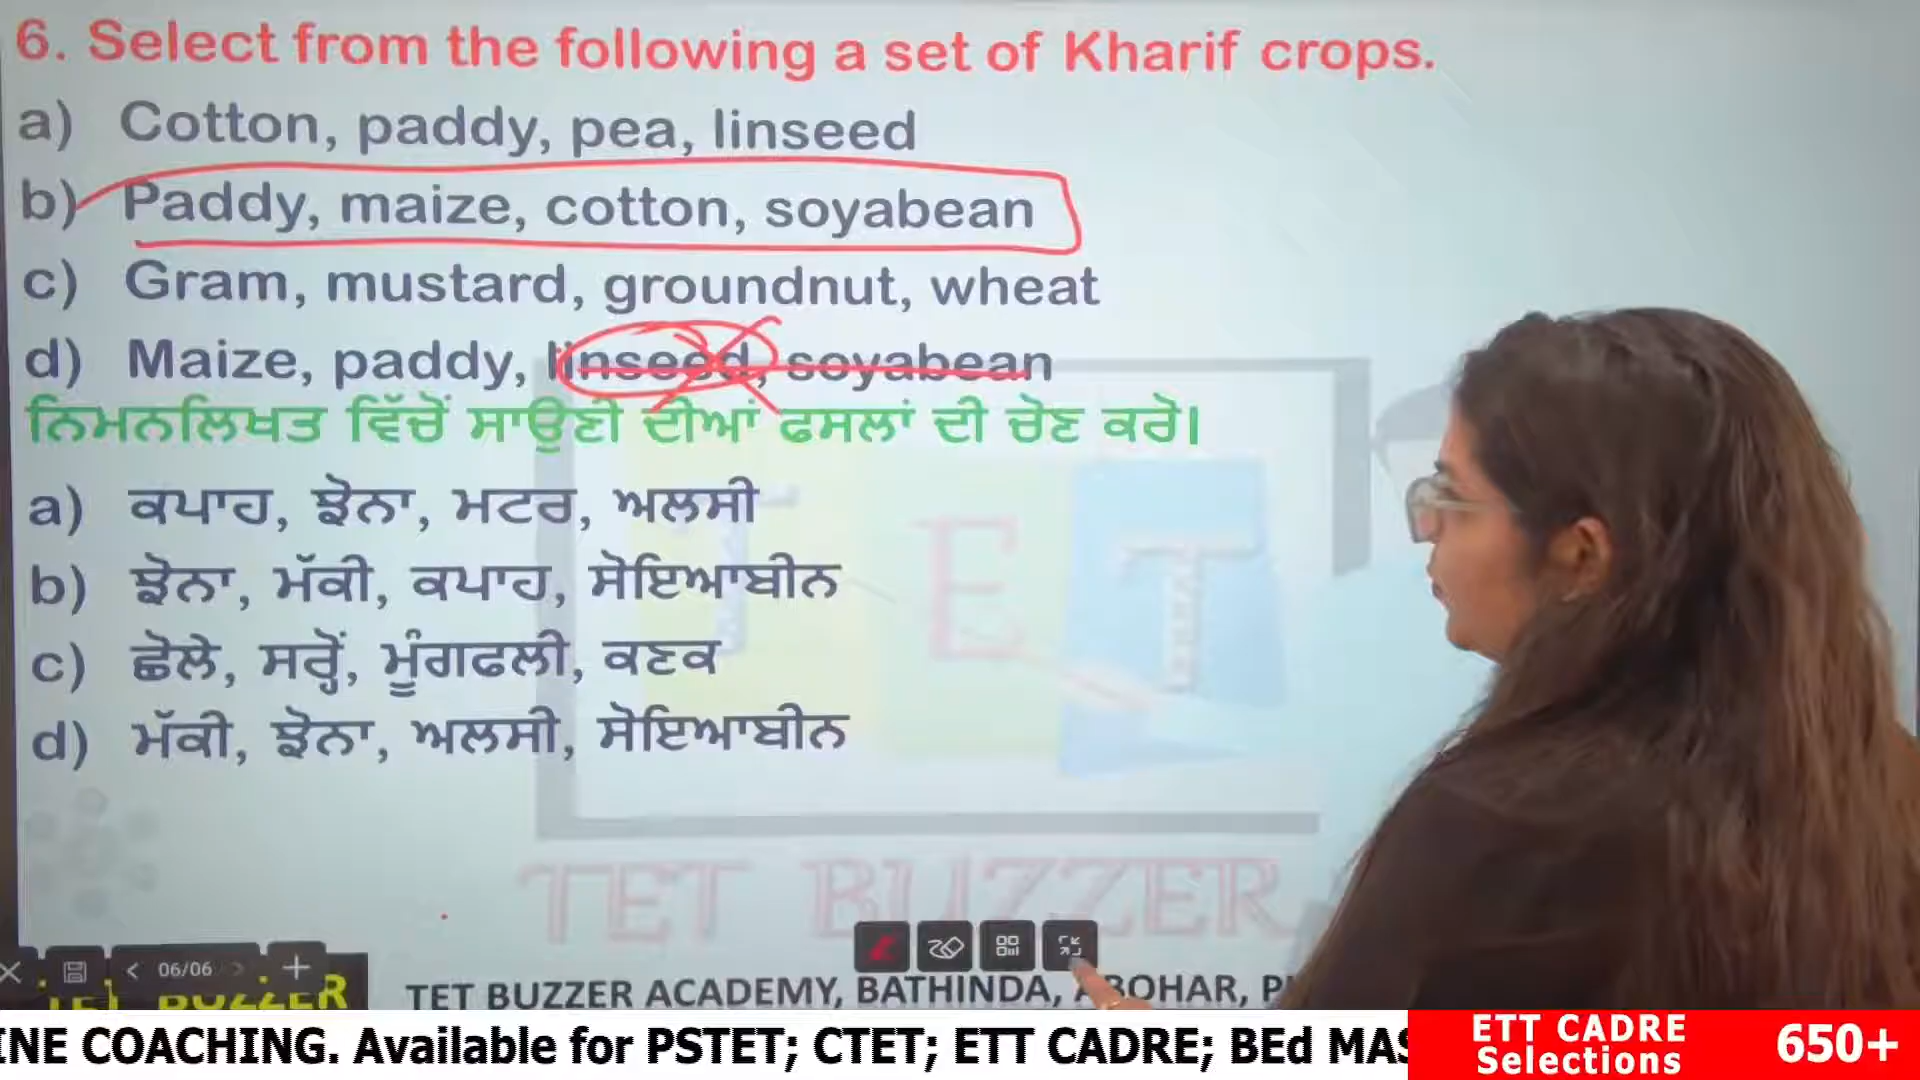 6. Select from the following a set of Kharif crops.
a) Cotton, paddy, pea, linseed
b) Paddy, maize, cotton, soyabean
c) Gram, mustard, groundnut, wheat
d) Maize, paddy, linseed, soyabean
ਨਿਮਨਲਿਖਤ ਵਿੱਚੋਂ ਸਾਉਣੀ ਦੀਆਂ ਫਸਲਾਂ ਦੀ ਚੋਣ ਕਰੋ।
a) ਕਪਾਹ, ਝੋਨਾ, ਮਟਰ, ਅਲਸੀ
b) ਝੋਨਾ, ਮੱਕੀ, ਕਪਾਹ, ਸੋਇਆਬੀਨ
c) ਛੋਲੇ, ਸਰ੍ਹੋਂ, ਮੂੰਗਫਲੀ, ਕਣਕ
d) ਮੱਕੀ, ਝੋਨਾ, ਅਲਸੀ, ਸੋਇਆਬੀਨ
T E T
TET BUZZER
06/06
TET BUZZER
TET BUZZER ACADEMY, BATHINDA, ABOHAR,
COACHING. Available for PSTET; CTET; ETT CADRE; BEd
ETT CADRE
Selections
650+